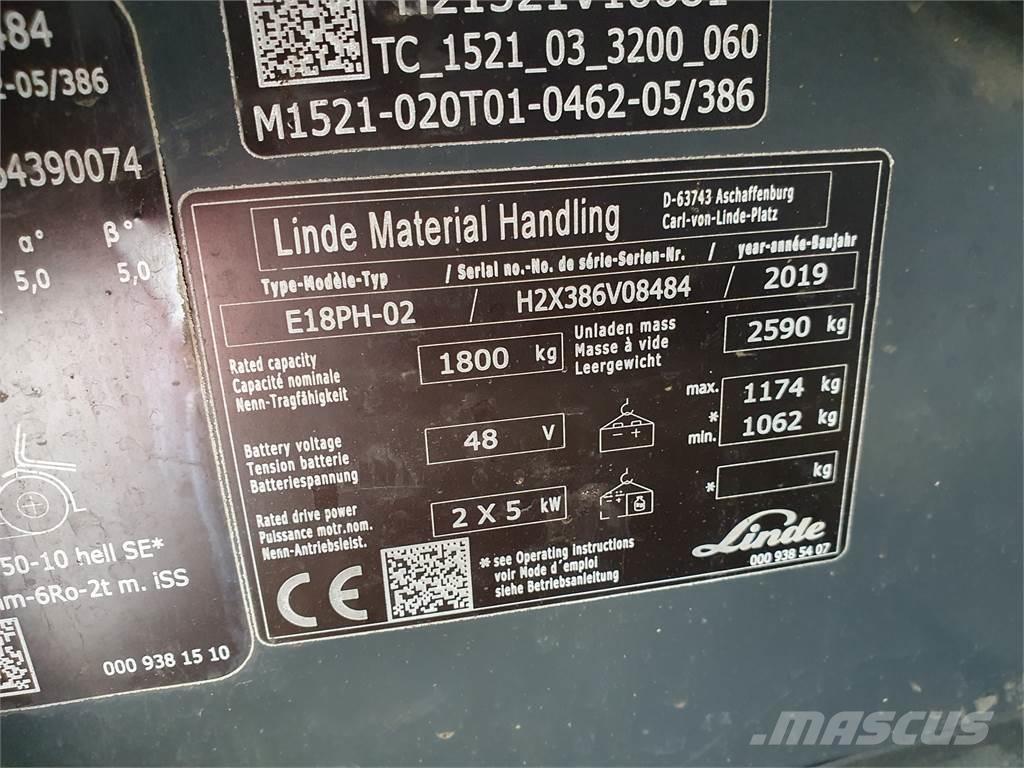 TC_1521_03_3200_060
M1521-020T01-0462-05/386
484
-05/386
4390074
α° β°
5,0 5,0
50-10 hell SE*
m-6Ro-2t m. iSS
000 938 15 10
Linde Material Handling
D-63743 Aschaffenburg
Carl-von-Linde-Platz
Type-Modèle-Typ / Serial no.-No. de série-Serien-Nr. / year-année-Baujahr
E18PH-02 / H2X386V08484 / 2019
Rated capacity
Capacité nominale
Nenn-Tragfähigkeit
1800 kg
Unladen mass
Masse à vide
Leergewicht
2590 kg
Battery voltage
Tension batterie
Batteriespannung
48 V
max. 1174 kg
*
min. 1062 kg
Rated drive power
Puissance motr.nom.
Nenn-Antriebsleist.
2 X 5 kW
* kg
CE
* see Operating Instructions
voir Mode d'emploi
siehe Betriebsanleitung
Linde
000 938 54 07
MASCUS